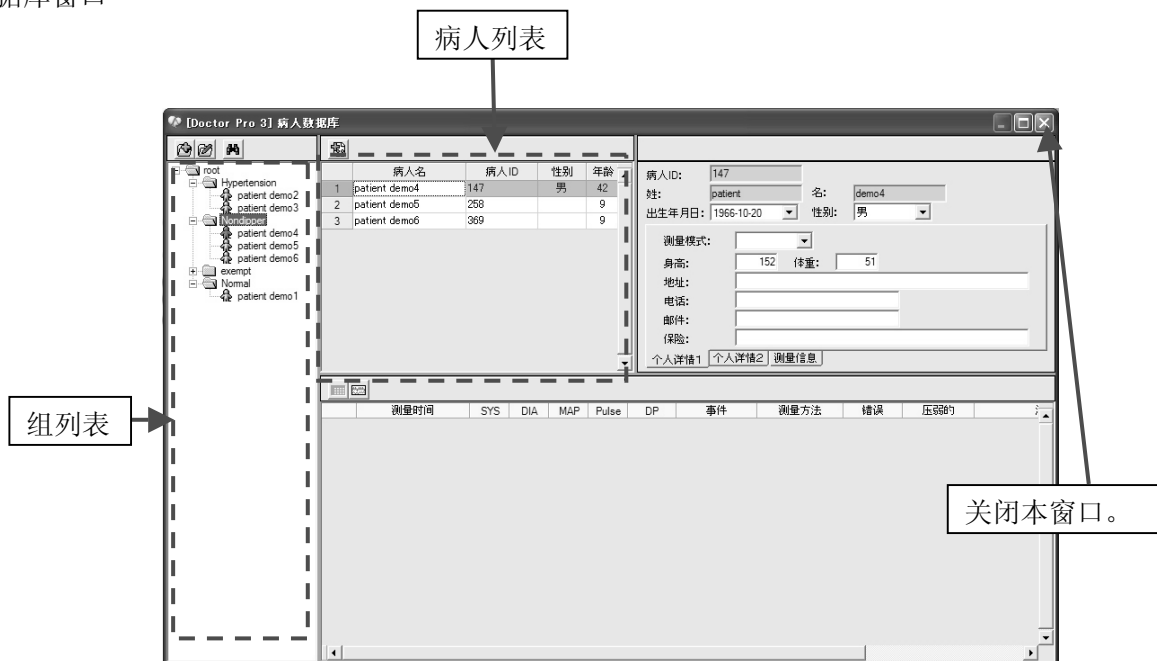 据库窗口
病人列表
[Doctor Pro 3] 病人数据库
root
Hypertension
patient demo2
patient demo3
Nondipper
patient demo4
patient demo5
patient demo6
exempt
Normal
patient demo1
病人名 病人ID 性别 年龄
1 patient demo4 147 男 42
2 patient demo5 258 9
3 patient demo6 369 9
病人ID: 147
姓: patient 名: demo4
出生年月日: 1966-10-20 性别: 男
测量模式:
身高: 152 体重: 51
地址:
电话:
邮件:
保险:
个人详情1 个人详情2 测量信息
测量时间 SYS DIA MAP Pulse DP 事件 测量方法 错误 压弱的
组列表
关闭本窗口。